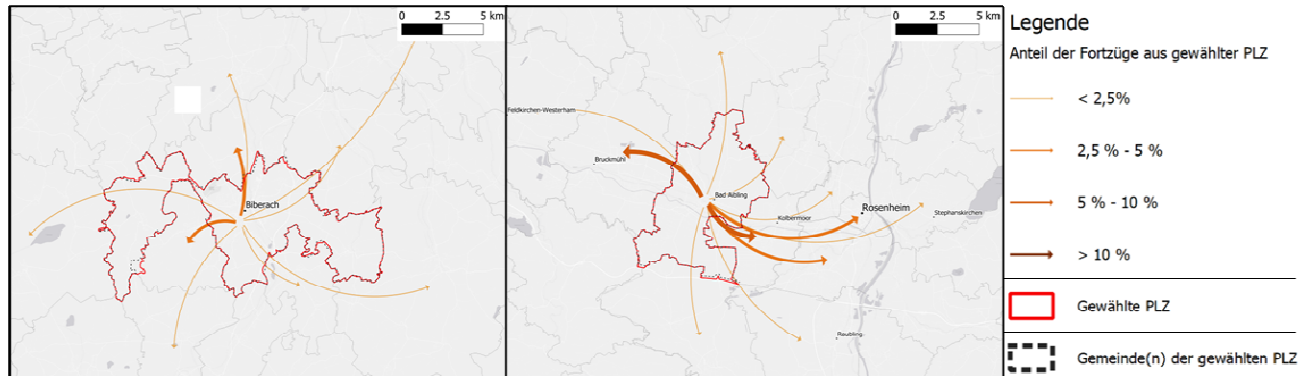 0 2.5 5 km
Biberach
0 2.5 5 km
Feldkirchen-Westerham
Bruckmühl
Bad Aibling
Kolbermoor
Rosenheim
Stephanskirchen
Raubling
Legende
Anteil der Fortzüge aus gewählter PLZ
< 2,5%
2,5 % - 5 %
5 % - 10 %
> 10 %
Gewählte PLZ
Gemeinde(n) der gewählten PLZ